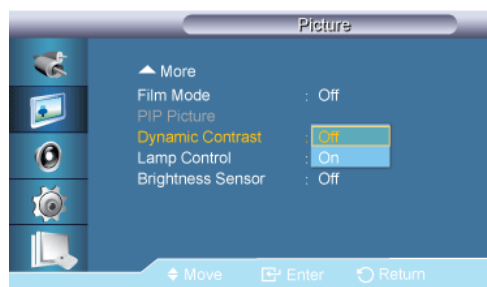 Picture
More
Film Mode : Off
PIP Picture
Dynamic Contrast : Off
Lamp Control : On
Brightness Sensor : Off
Move Enter Return